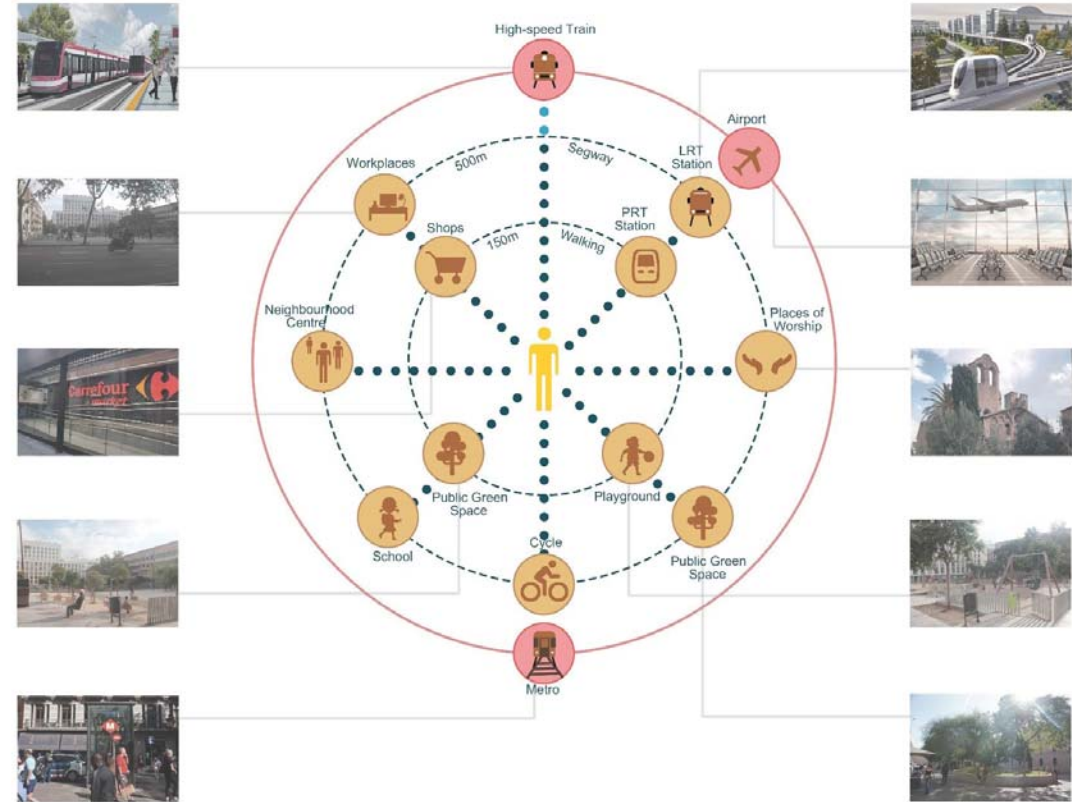 High-speed Train
Airport
LRT
Station
Segway
500m
Workplaces
PRT
Station
Shops
Walking
150m
Neighbourhood
Centre
Places of
Worship
Carrefour
market
Public Green
Space
Playground
School
Cycle
Public Green
Space
Metro
M